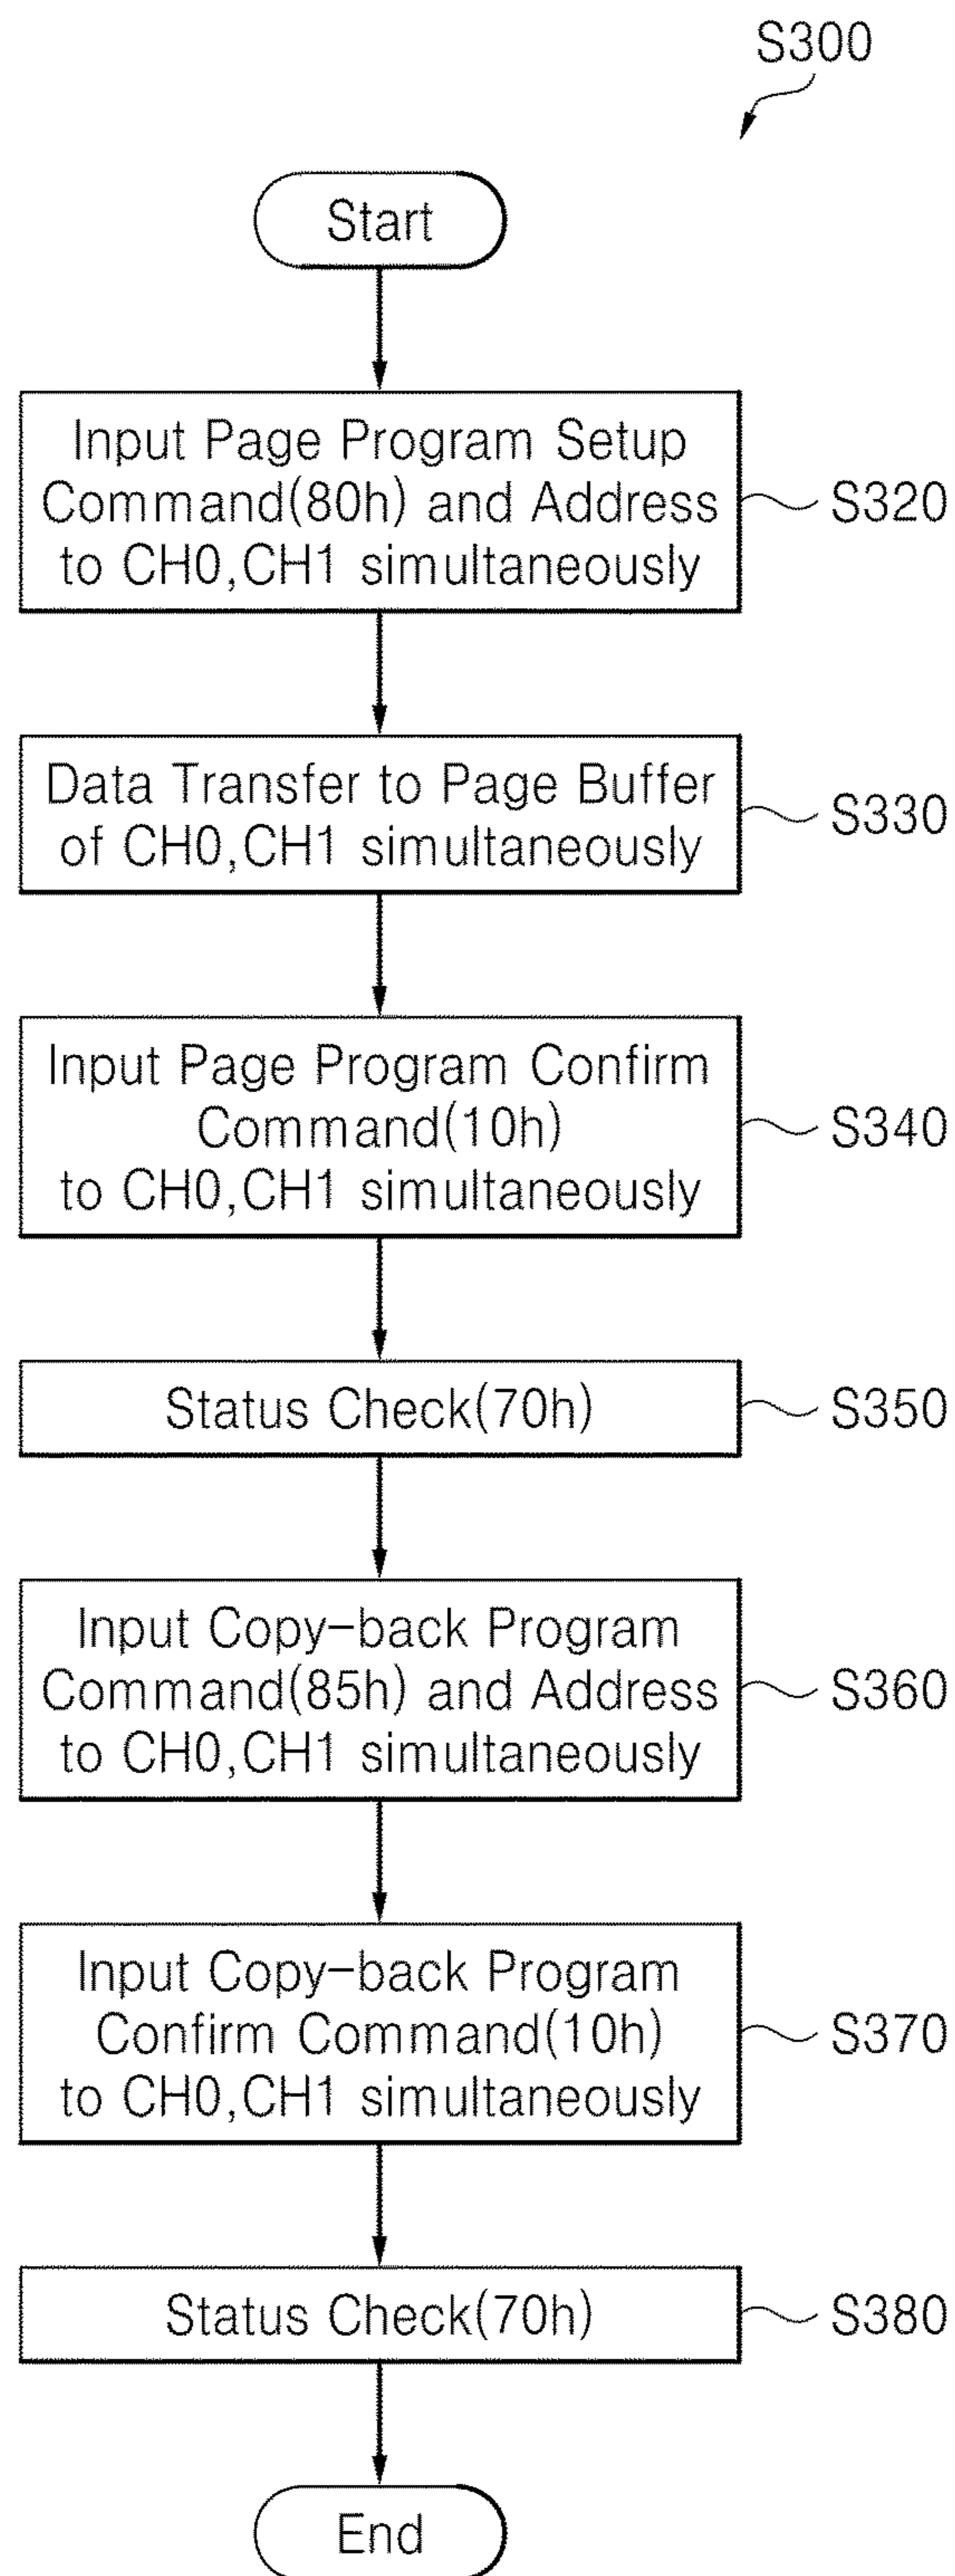 S300
Start
Input Page Program Setup
Command(80h) and Address
to CH0,CH1 simultaneously
S320
Data Transfer to Page Buffer
of CH0,CH1 simultaneously
S330
Input Page Program Confirm
Command(10h)
to CH0,CH1 simultaneously
S340
Status Check(70h)
S350
Input Copy-back Program
Command(85h) and Address
to CH0,CH1 simultaneously
S360
Input Copy-back Program
Confirm Command(10h)
to CH0,CH1 simultaneously
S370
Status Check(70h)
S380
End